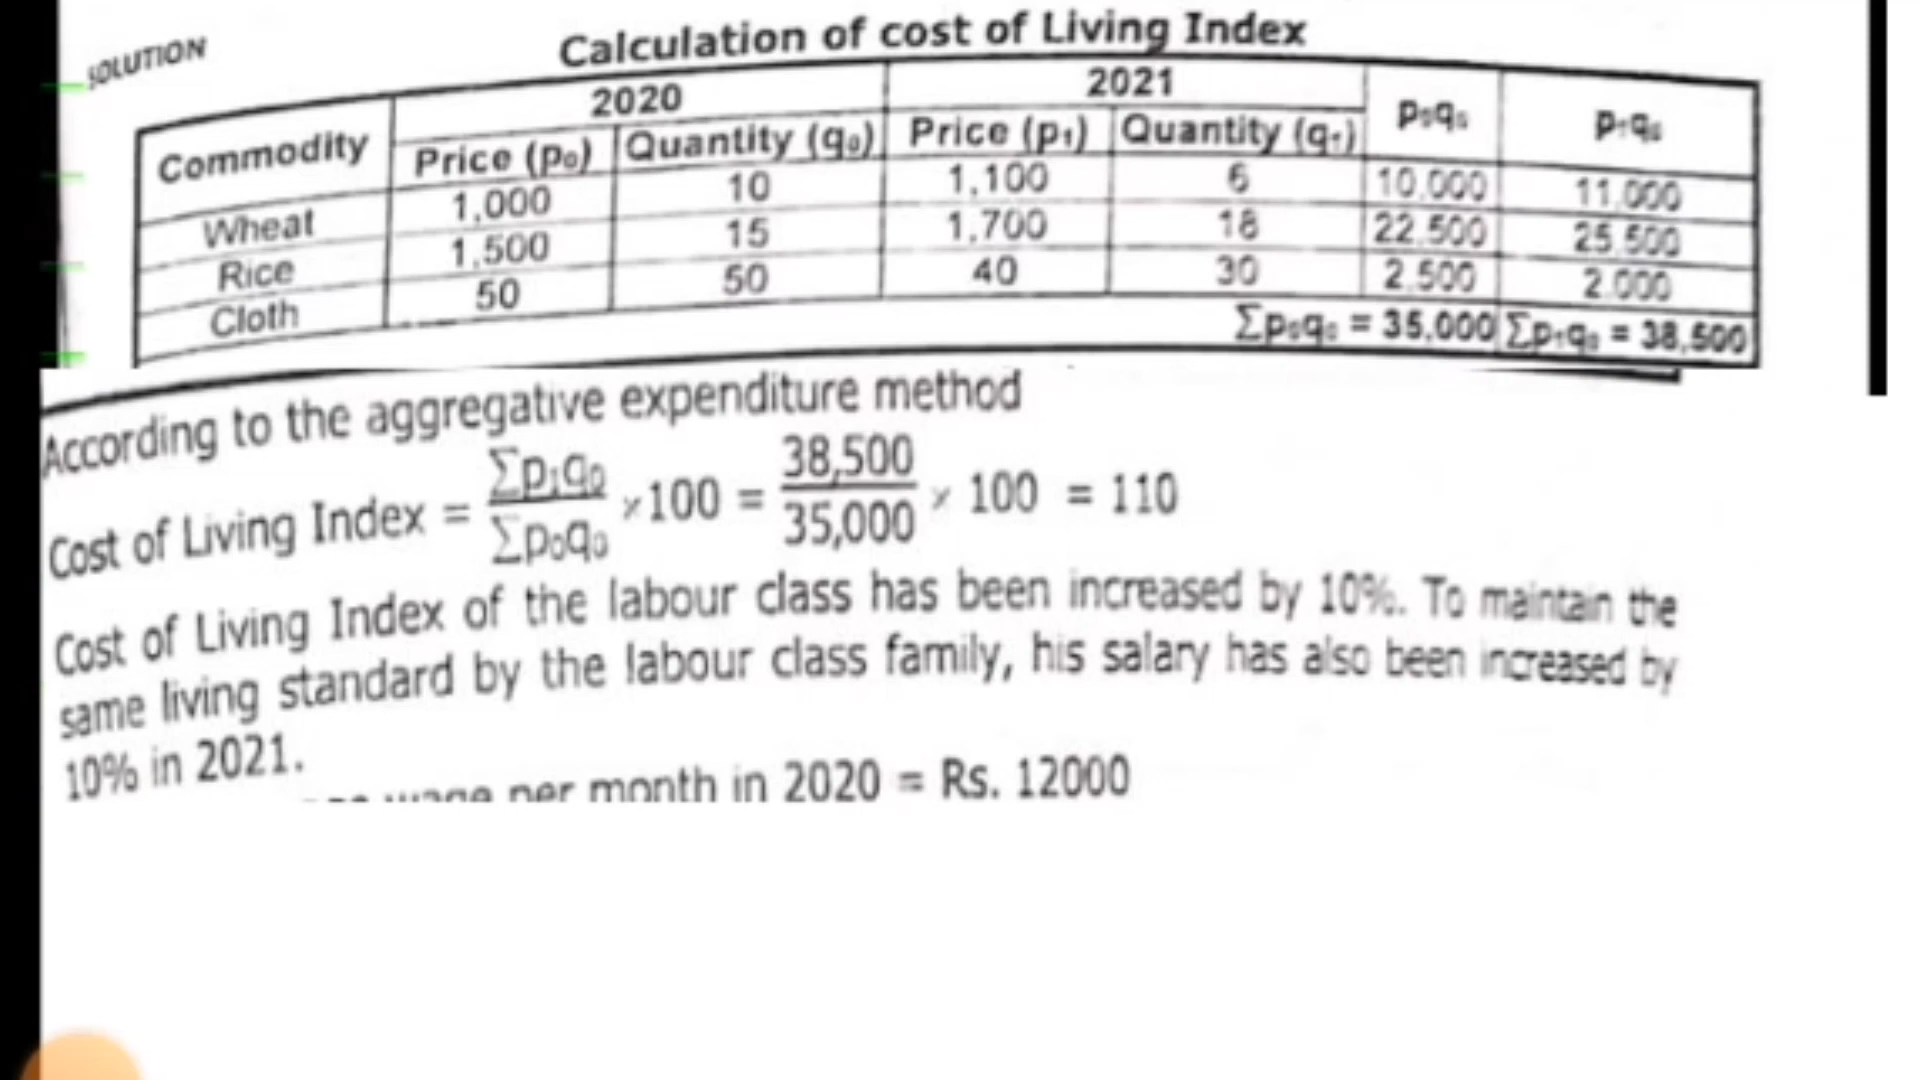 SOLUTION
Calculation of cost of Living Index
Commodity 2020 2021 p₀q₀ p₁q₀
Price (p₀) Quantity (q₀) Price (p₁) Quantity (q₁)
Wheat 1,000 10 1,100 6 10,000 11,000
Rice 1,500 15 1,700 18 22,500 25,500
Cloth 50 50 40 30 2,500 2,000
∑p₀q₀ = 35,000 ∑p₁q₀ = 38,500
According to the aggregative expenditure method
Cost of Living Index = ∑p₁q₀ / ∑p₀q₀ ×100 = 38,500 / 35,000 × 100 = 110
Cost of Living Index of the labour class has been increased by 10%. To maintain the
same living standard by the labour class family, his salary has also been increased by
10% in 2021.
wage per month in 2020 = Rs. 12000